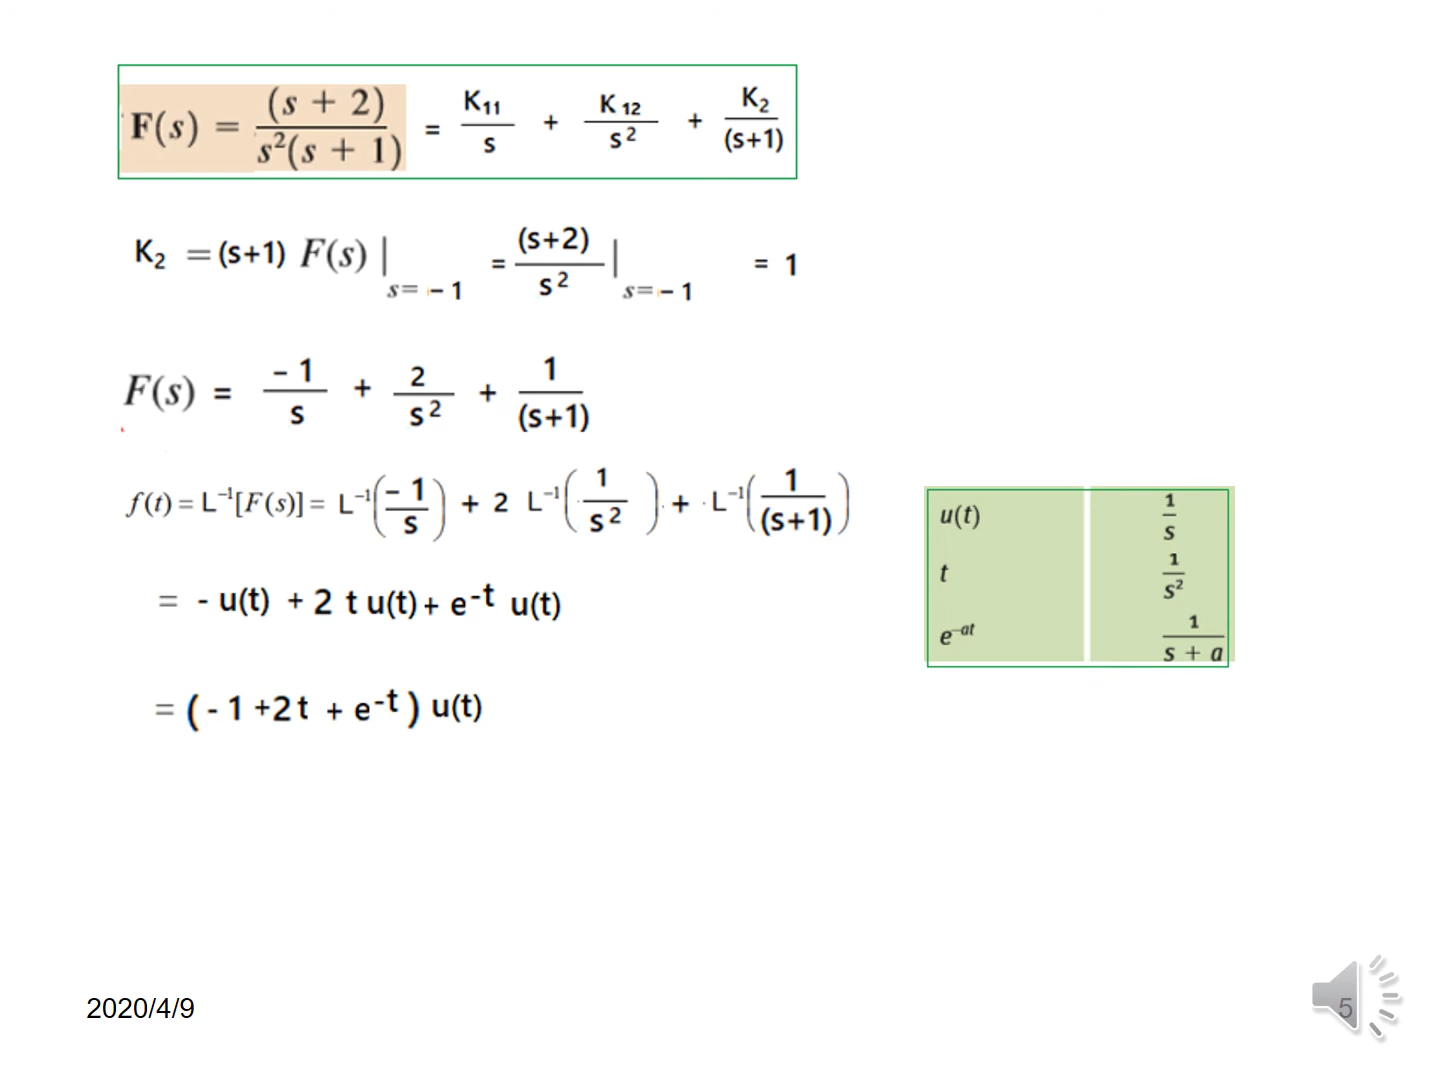 F(s) = (s + 2) / s²(s + 1) = K₁₁ / s + K₁₂ / s² + K₂ / (s+1)
K₂ = (s+1) F(s) | s= – 1 = (s+2) / s² | s= – 1 = 1
F(s) = – 1 / s + 2 / s² + 1 / (s+1)
f(t) = L⁻¹[F(s)] = L⁻¹( – 1 / s ) + 2 L⁻¹( 1 / s² ) + L⁻¹( 1 / (s+1) )
= - u(t) + 2 t u(t) + e⁻ᵗ u(t)
= ( - 1 +2t + e⁻ᵗ ) u(t)
u(t) 1 / s
t 1 / s²
e⁻ᵃᵗ 1 / s + a
2020/4/9
5